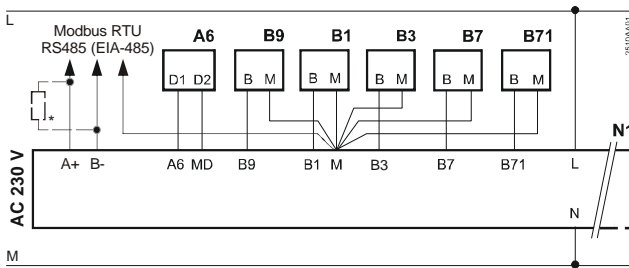 L
Modbus RTU
RS485 (EIA-485)
A6 B9 B1 B3 B7 B71
D1 D2 B M B M B M B M B M
*
N1
A+ B- A6 MD B9 B1 M B3 B7 B71 L
AC 230 V
N
M